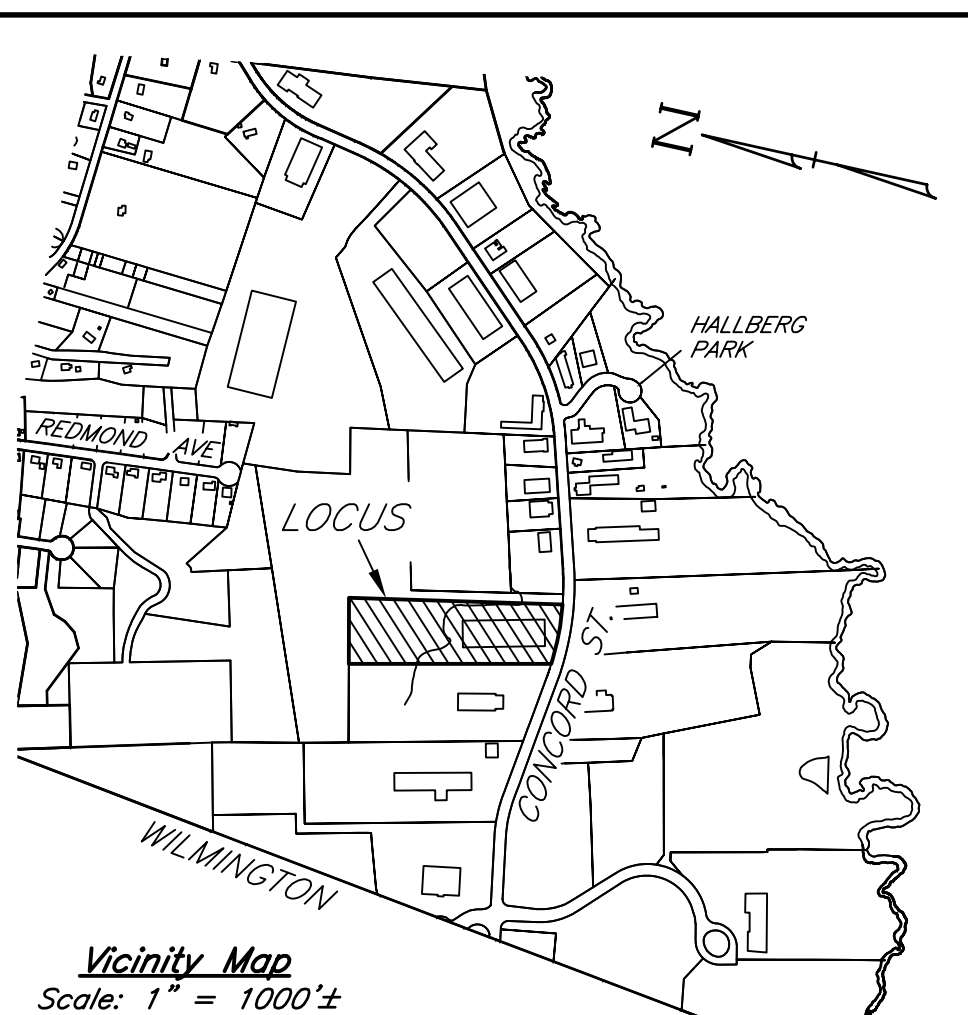 N
HALLBERG
PARK
REDMOND AVE
LOCUS
CONCORD ST.
WILMINGTON
Vicinity Map
Scale: 1" = 1000'±